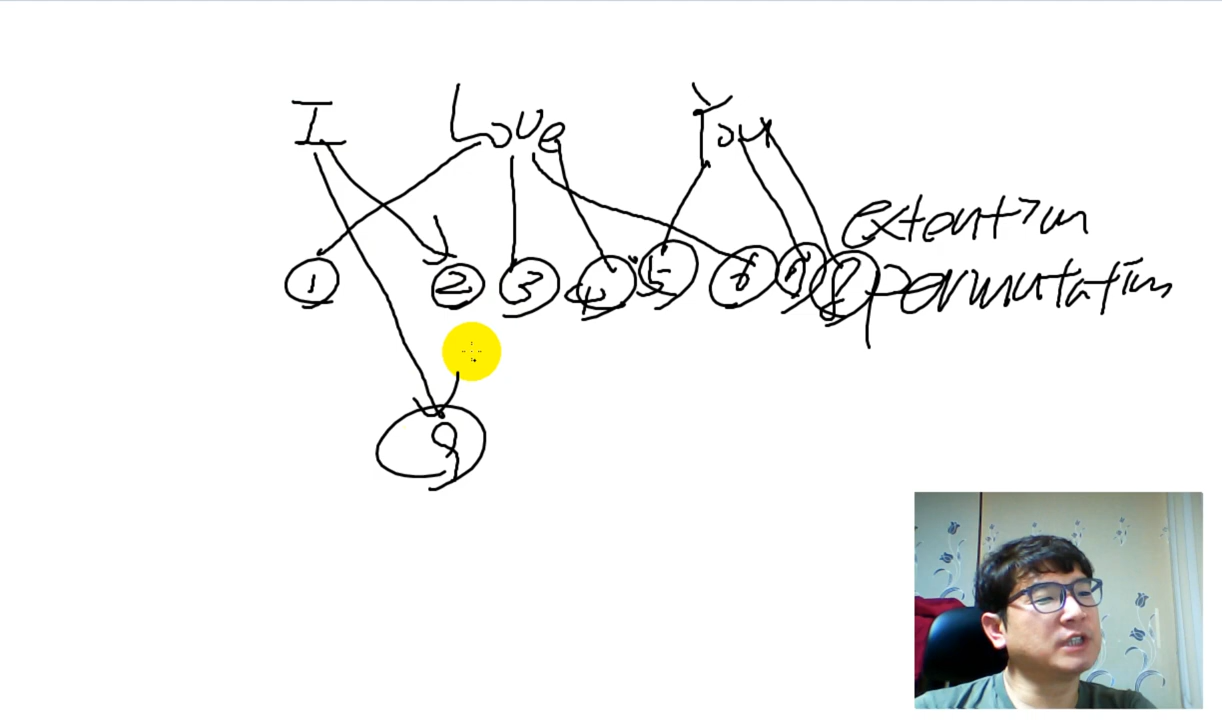 I Love You
extention
① ② ③ ④ ⑤ ⑥ ⑦ ⑧ permutation
⑨